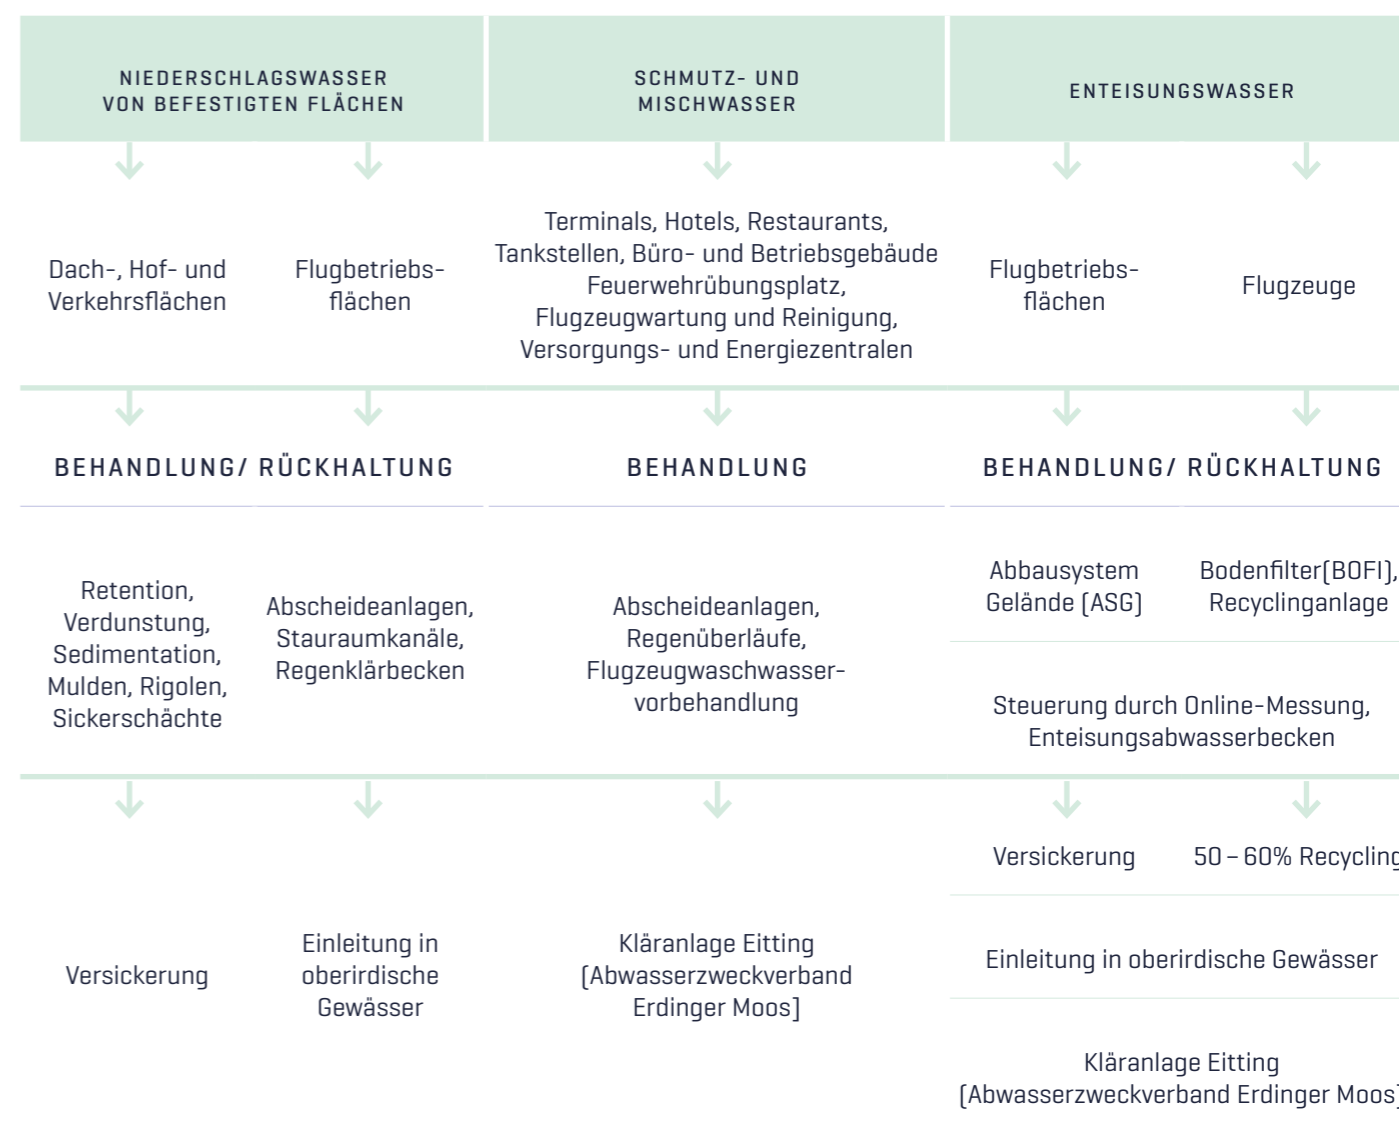 NIEDERSCHLAGSWASSER
VON BEFESTIGTEN FLÄCHEN
SCHMUTZ- UND
MISCHWASSER
ENTEISUNGSWASSER
Dach-, Hof- und
Verkehrsflächen
Flugbetriebs-
flächen
Terminals, Hotels, Restaurants,
Tankstellen, Büro- und Betriebsgebäude
Feuerwehrübungsplatz,
Flugzeugwartung und Reinigung,
Versorgungs- und Energiezentralen
Flugbetriebs-
flächen
Flugzeuge
BEHANDLUNG/ RÜCKHALTUNG
BEHANDLUNG
BEHANDLUNG/ RÜCKHALTUNG
Retention,
Verdunstung,
Sedimentation,
Mulden, Rigolen,
Sickerschächte
Abscheideanlagen,
Stauraumkanäle,
Regenklärbecken
Abscheideanlagen,
Regenüberläufe,
Flugzeugwaschwasser-
vorbehandlung
Abbausystem
Gelände (ASG)
Bodenfilter(BOFI),
Recyclinganlage
Steuerung durch Online-Messung,
Enteisungsabwasserbecken
Versickerung
Einleitung in
oberirdische
Gewässer
Kläranlage Eitting
(Abwasserzweckverband
Erdinger Moos)
Versickerung
50 – 60% Recycling
Einleitung in oberirdische Gewässer
Kläranlage Eitting
(Abwasserzweckverband Erdinger Moos)